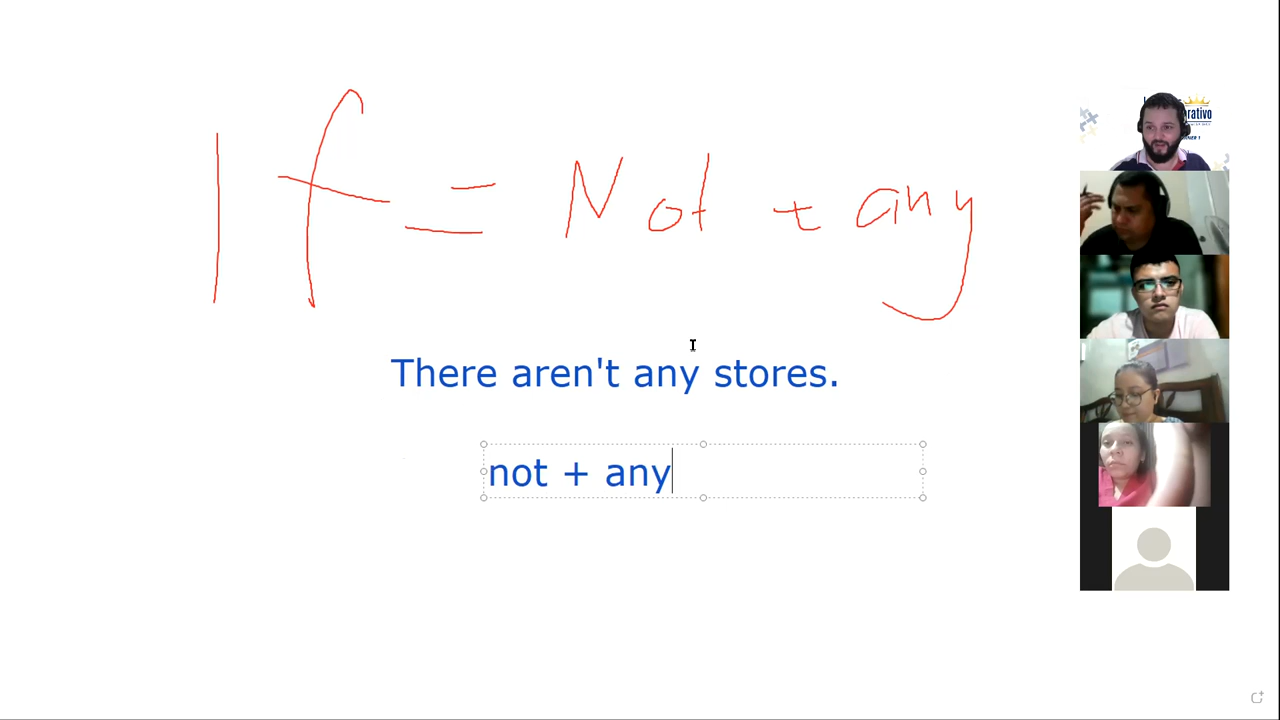 If = Not + any
There aren't any stores.
not + any